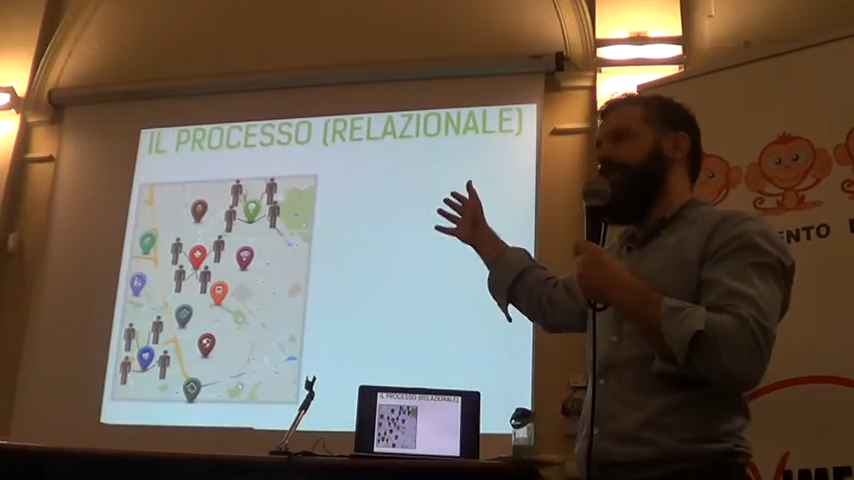 IL PROCESSO (RELAZIONALE)
ENTO
IL PROCESSO (RELAZIONALE)